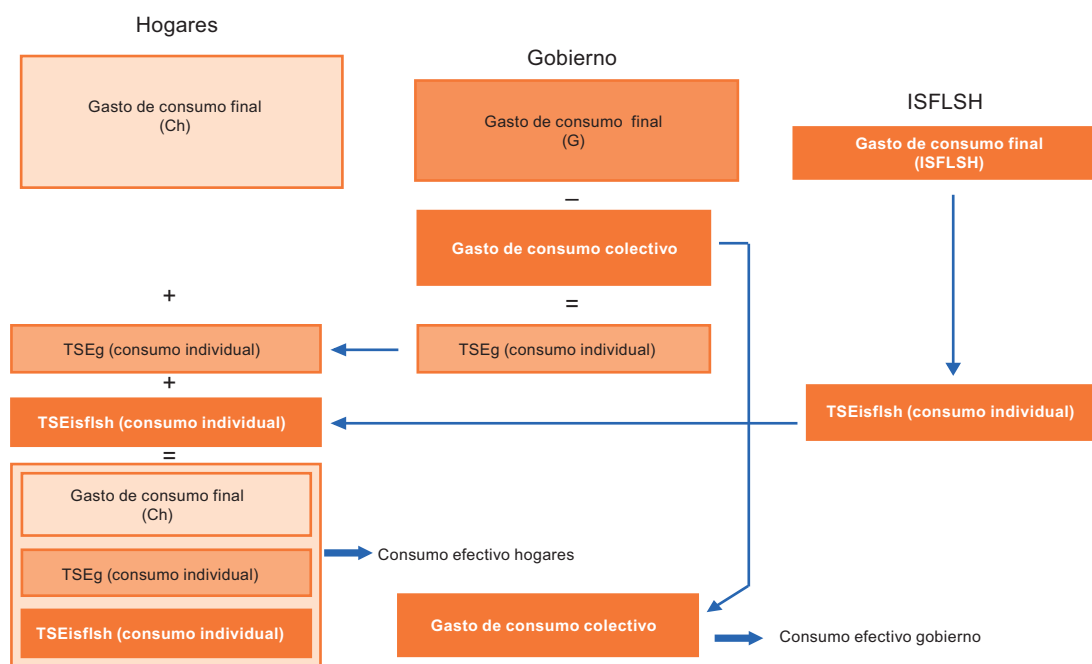 Hogares
Gobierno
ISFLSH
Gasto de consumo final
(Ch)
Gasto de consumo final
(G)
Gasto de consumo final
(ISFLSH)
–
Gasto de consumo colectivo
+
=
TSEg (consumo individual)
TSEg (consumo individual)
+
TSEisflsh (consumo individual)
TSEisflsh (consumo individual)
=
Gasto de consumo final
(Ch)
TSEg (consumo individual)
TSEisflsh (consumo individual)
Consumo efectivo hogares
Gasto de consumo colectivo
Consumo efectivo gobierno